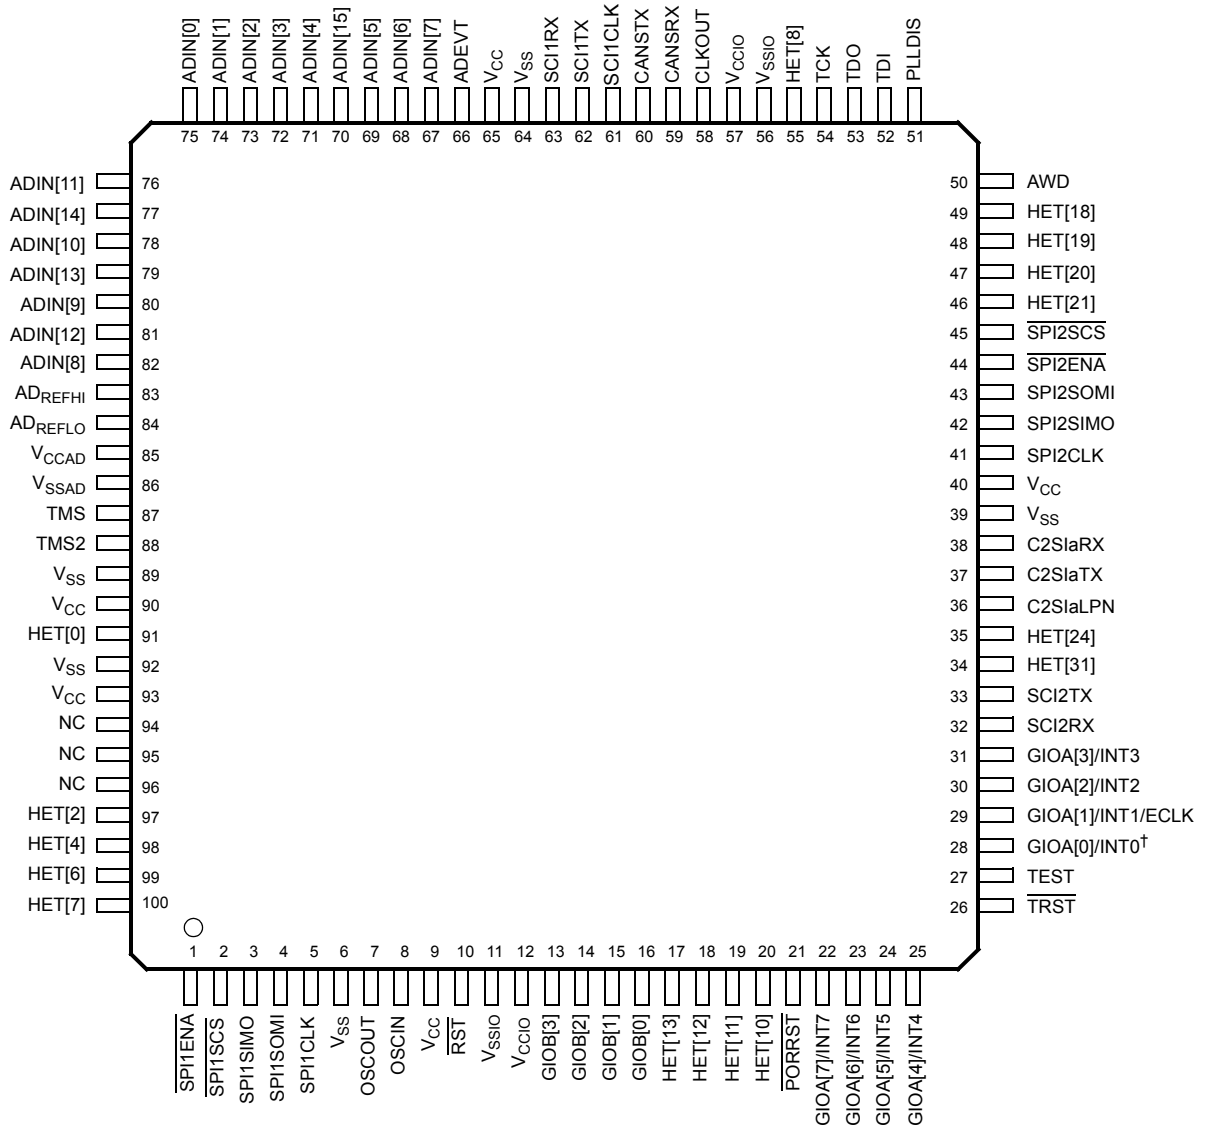 ADIN[0] ADIN[1] ADIN[2] ADIN[3] ADIN[4] ADIN[15] ADIN[5] ADIN[6] ADIN[7] ADEVT VCC VSS SCI1RX SCI1TX SCI1CLK CANSTX CANSRX CLKOUT VCCIO VSSIO HET[8] TCK TDO TDI PLLDIS
75 74 73 72 71 70 69 68 67 66 65 64 63 62 61 60 59 58 57 56 55 54 53 52 51
ADIN[11] 76
ADIN[14] 77
ADIN[10] 78
ADIN[13] 79
ADIN[9] 80
ADIN[12] 81
ADIN[8] 82
ADREFHI 83
ADREFLO 84
VCCAD 85
VSSAD 86
TMS 87
TMS2 88
VSS 89
VCC 90
HET[0] 91
VSS 92
VCC 93
NC 94
NC 95
NC 96
HET[2] 97
HET[4] 98
HET[6] 99
HET[7] 100
50 AWD
49 HET[18]
48 HET[19]
47 HET[20]
46 HET[21]
45 SPI2SCS
44 SPI2ENA
43 SPI2SOMI
42 SPI2SIMO
41 SPI2CLK
40 VCC
39 VSS
38 C2SIaRX
37 C2SIaTX
36 C2SIaLPN
35 HET[24]
34 HET[31]
33 SCI2TX
32 SCI2RX
31 GIOA[3]/INT3
30 GIOA[2]/INT2
29 GIOA[1]/INT1/ECLK
28 GIOA[0]/INT0†
27 TEST
26 TRST
1 2 3 4 5 6 7 8 9 10 11 12 13 14 15 16 17 18 19 20 21 22 23 24 25
SPI1ENA SPI1SCS SPI1SIMO SPI1SOMI SPI1CLK VSS OSCOUT OSCIN VCC RST VSSIO VCCIO GIOB[3] GIOB[2] GIOB[1] GIOB[0] HET[13] HET[12] HET[11] HET[10] PORRST GIOA[7]/INT7 GIOA[6]/INT6 GIOA[5]/INT5 GIOA[4]/INT4